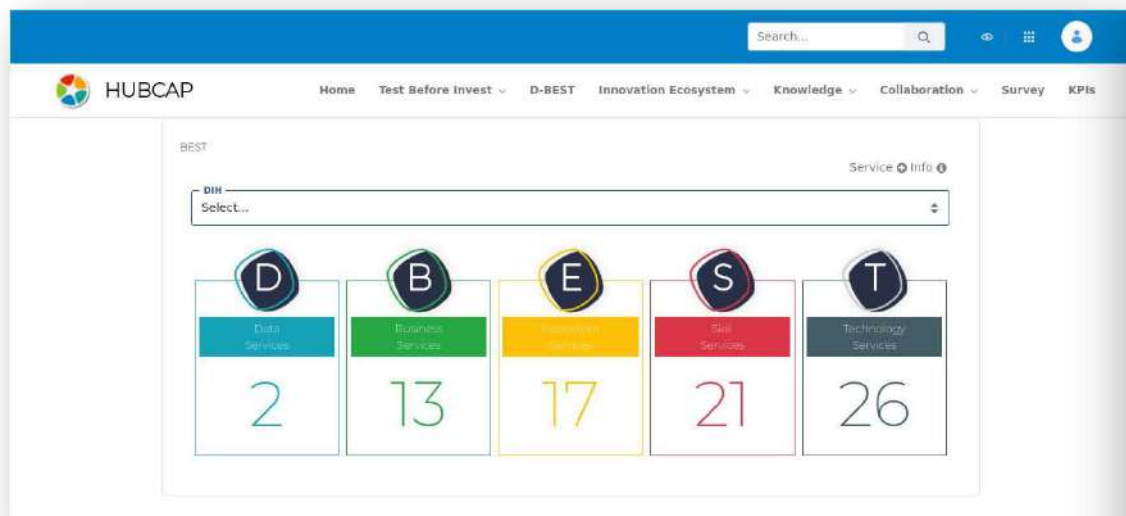 Search...
HUBCAP
Home Test Before Invest D-BEST Innovation Ecosystem Knowledge Collaboration Survey KPIs
BEST
Service Info
DIH
Select...
D B E S T
Data Business Skill Technology
Services Services Services Services
2 13 17 21 26